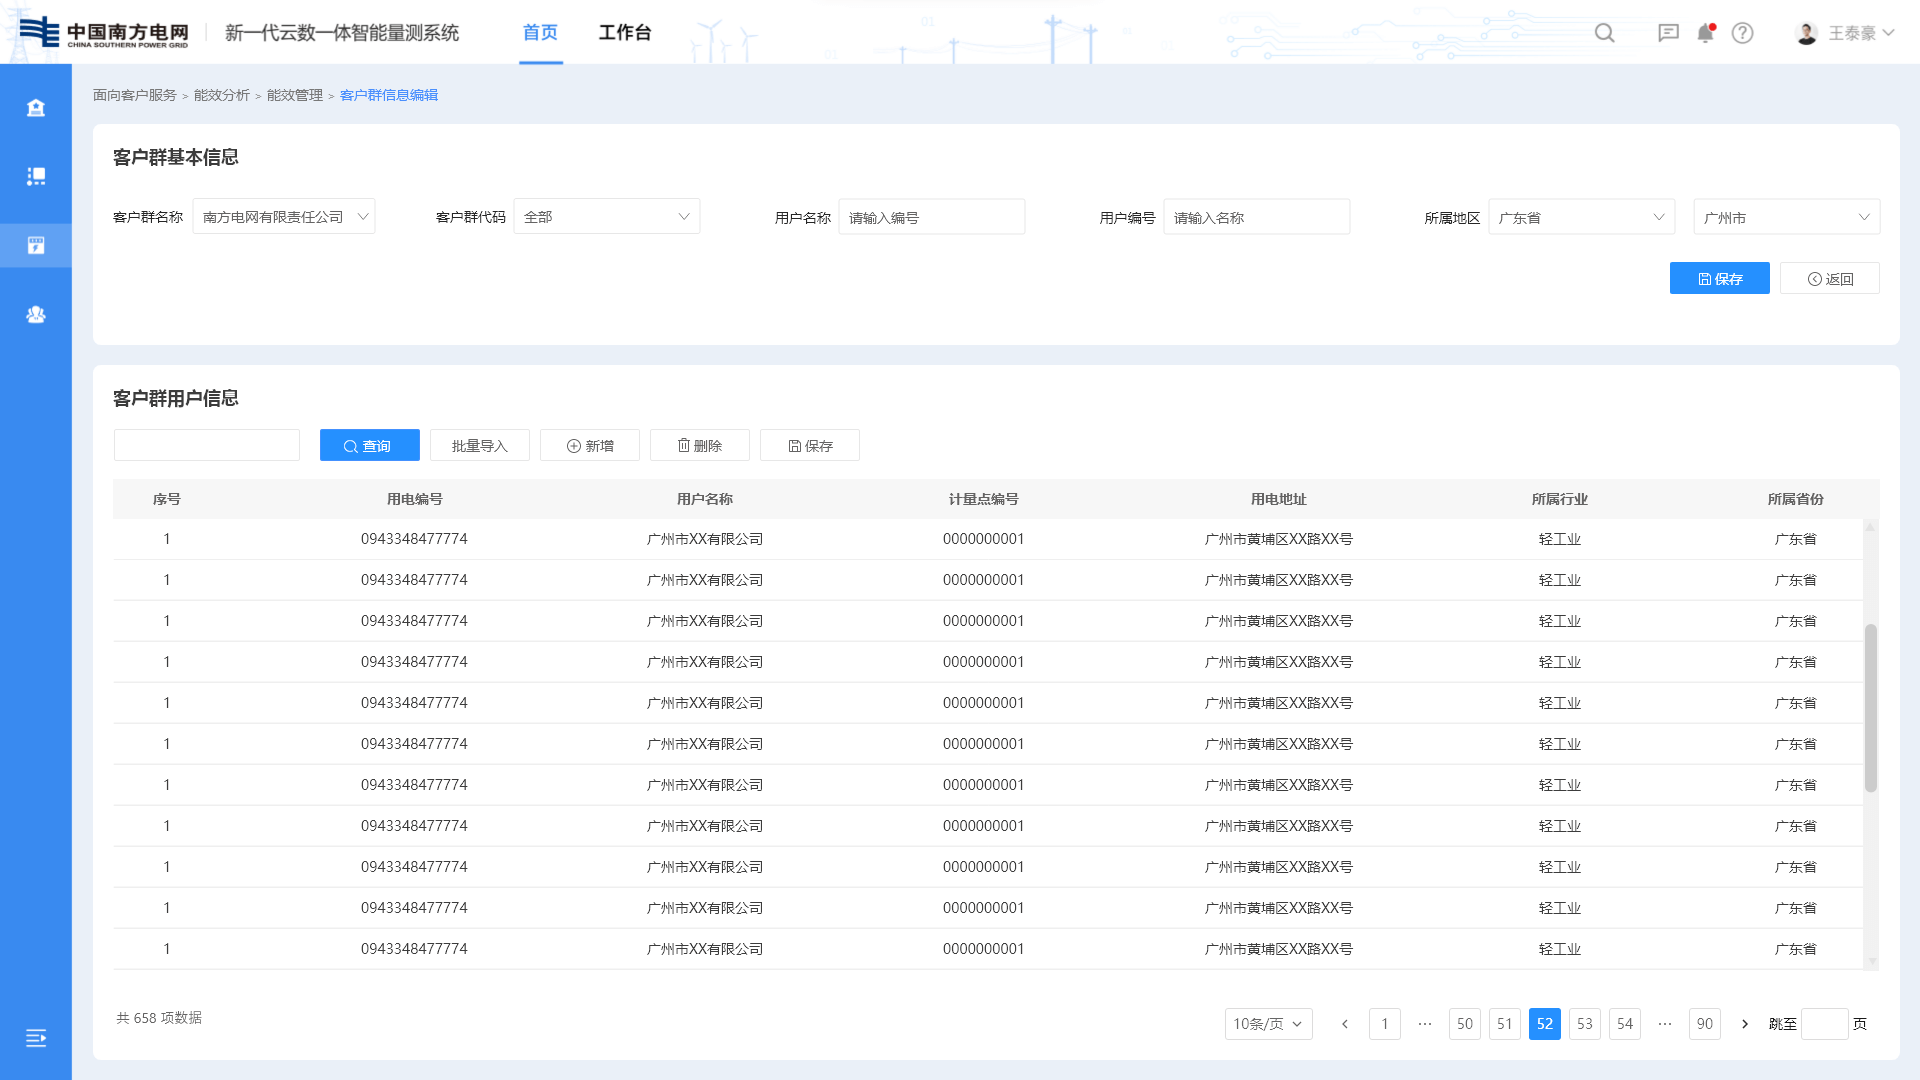 中国南方电网 新一代云数一体智能量测系统 首页 工作台 王泰豪
CHINA SOUTHERN POWER GRID
面向客户服务 > 能效分析 > 能效管理 > 客户群信息编辑
客户群基本信息
客户群名称 南方电网有限责任公司 客户群代码 全部 用户名称 请输入编号 用户编号 请输入名称 所属地区 广东省 广州市
保存 返回
客户群用户信息
查询 批量导入 新增 删除 保存
序号 用电编号 用户名称 计量点编号 用电地址 所属行业 所属省份
1 0943348477774 广州市XX有限公司 0000000001 广州市黄埔区XX路XX号 轻工业 广东省
1 0943348477774 广州市XX有限公司 0000000001 广州市黄埔区XX路XX号 轻工业 广东省
1 0943348477774 广州市XX有限公司 0000000001 广州市黄埔区XX路XX号 轻工业 广东省
1 0943348477774 广州市XX有限公司 0000000001 广州市黄埔区XX路XX号 轻工业 广东省
1 0943348477774 广州市XX有限公司 0000000001 广州市黄埔区XX路XX号 轻工业 广东省
1 0943348477774 广州市XX有限公司 0000000001 广州市黄埔区XX路XX号 轻工业 广东省
1 0943348477774 广州市XX有限公司 0000000001 广州市黄埔区XX路XX号 轻工业 广东省
1 0943348477774 广州市XX有限公司 0000000001 广州市黄埔区XX路XX号 轻工业 广东省
1 0943348477774 广州市XX有限公司 0000000001 广州市黄埔区XX路XX号 轻工业 广东省
1 0943348477774 广州市XX有限公司 0000000001 广州市黄埔区XX路XX号 轻工业 广东省
1 0943348477774 广州市XX有限公司 0000000001 广州市黄埔区XX路XX号 轻工业 广东省
共 658 项数据 10条/页 1 ··· 50 51 52 53 54 ··· 90 跳至 页